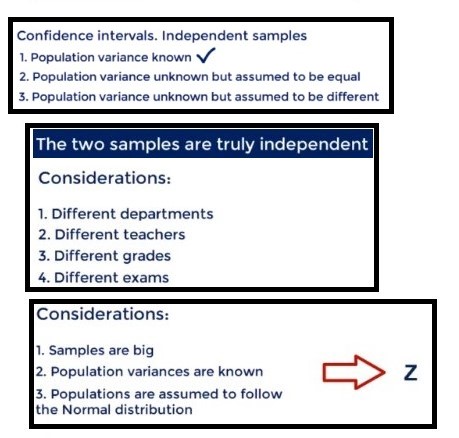 Confidence intervals. Independent samples
1. Population variance known ✓
2. Population variance unknown but assumed to be equal
3. Population variance unknown but assumed to be different
The two samples are truly independent
Considerations:
1. Different departments
2. Different teachers
3. Different grades
4. Different exams
Considerations:
1. Samples are big
2. Population variances are known
Z
3. Populations are assumed to follow
the Normal distribution